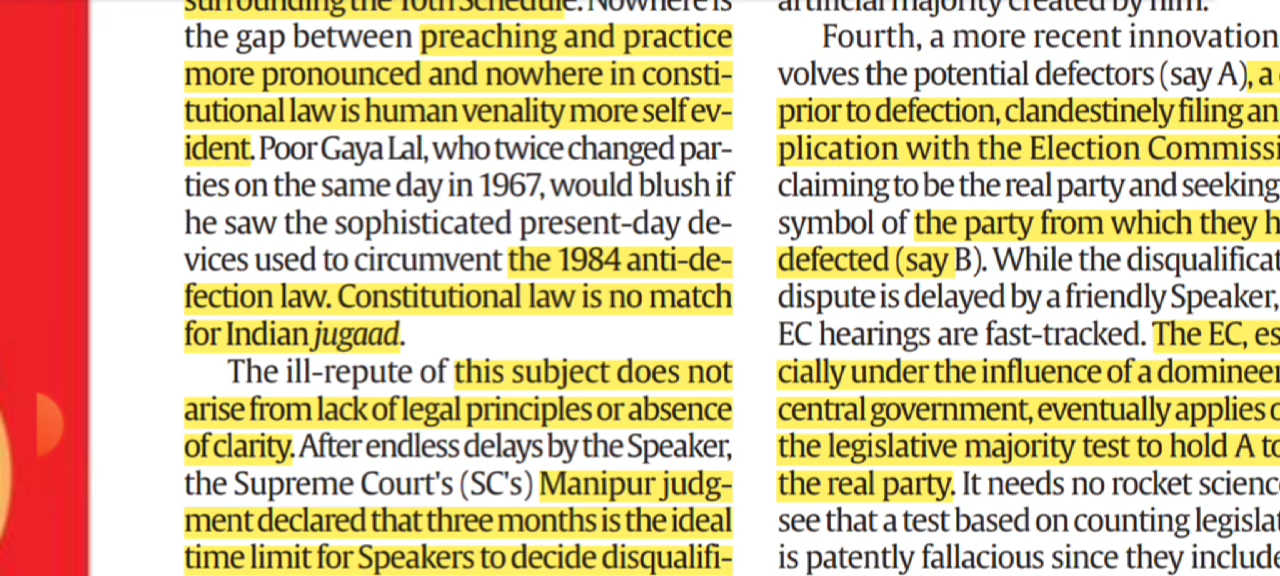 surrounding the 10th Schedule. Nowhere is
the gap between preaching and practice
more pronounced and nowhere in consti-
tutional law is human venality more self ev-
ident. Poor Gaya Lal, who twice changed par-
ties on the same day in 1967, would blush if
he saw the sophisticated present-day de-
vices used to circumvent the 1984 anti-de-
fection law. Constitutional law is no match
for Indian jugaad.
The ill-repute of this subject does not
arise from lack of legal principles or absence
of clarity. After endless delays by the Speaker,
the Supreme Court's (SC's) Manipur judg-
ment declared that three months is the ideal
time limit for Speakers to decide disqualifi-
artificial majority created by him.
Fourth, a more recent innovation
volves the potential defectors (say A), a
prior to defection, clandestinely filing an
plication with the Election Commissi
claiming to be the real party and seeking
symbol of the party from which they h
defected (say B). While the disqualificat
dispute is delayed by a friendly Speaker,
EC hearings are fast-tracked. The EC, es
cially under the influence of a domineer
central government, eventually applies o
the legislative majority test to hold A to
the real party. It needs no rocket scienc
see that a test based on counting legislat
is patently fallacious since they include